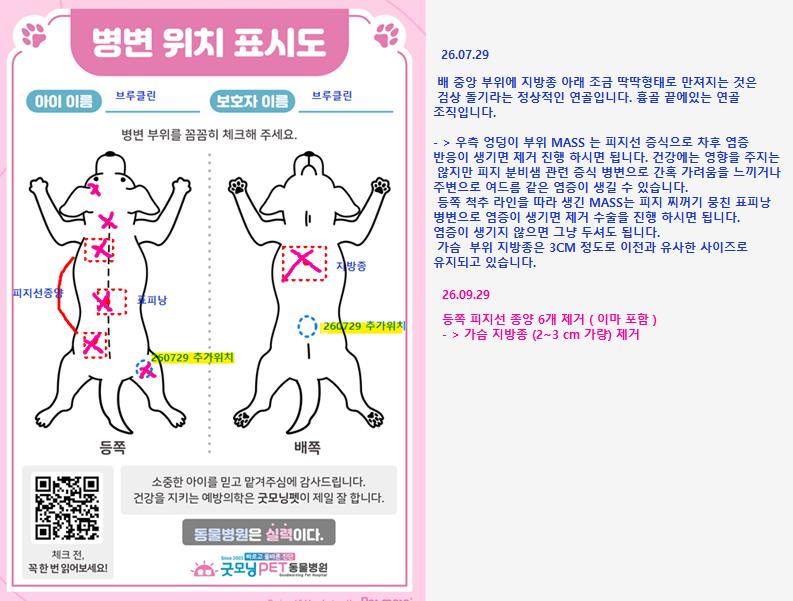 병변 위치 표시도
아이 이름
브루클린
보호자 이름
브루클린
병변 부위를 꼼꼼히 체크해 주세요.
피지선종양
표피낭
260729 추가위치
지방종
260729 추가위치
등쪽
배쪽
체크 전,
꼭 한 번 읽어보세요!
소중한 아이를 믿고 맡겨주심에 감사드립니다.
건강을 지키는 예방의학은 굿모닝펫이 제일 잘 합니다.
동물병원은 실력이다.
Since 2005 빠르고 올바른 진단
굿모닝PET동물병원
Goodmorning Pet Hospital
26.07.29
배 중앙 부위에 지방종 아래 조금 딱딱형태로 만져지는 것은
검상 돌기라는 정상적인 연골입니다. 흉골 끝에있는 연골
조직입니다.
- > 우측 엉덩이 부위 MASS 는 피지선 증식으로 차후 염증
반응이 생기면 제거 진행 하시면 됩니다. 건강에는 영향을 주지는
않지만 피지 분비샘 관련 증식 병변으로 간혹 가려움을 느끼거나
주변으로 여드름 같은 염증이 생길 수 있습니다.
등쪽 척추 라인을 따라 생긴 MASS는 피지 찌꺼기 뭉친 표피낭
병변으로 염증이 생기면 제거 수술을 진행 하시면 됩니다.
염증이 생기지 않으면 그냥 두셔도 됩니다.
가슴 부위 지방종은 3CM 정도로 이전과 유사한 사이즈로
유지되고 있습니다.
26.09.29
등쪽 피지선 종양 6개 제거 ( 이마 포함 )
- > 가슴 지방종 (2~3 cm 가량) 제거